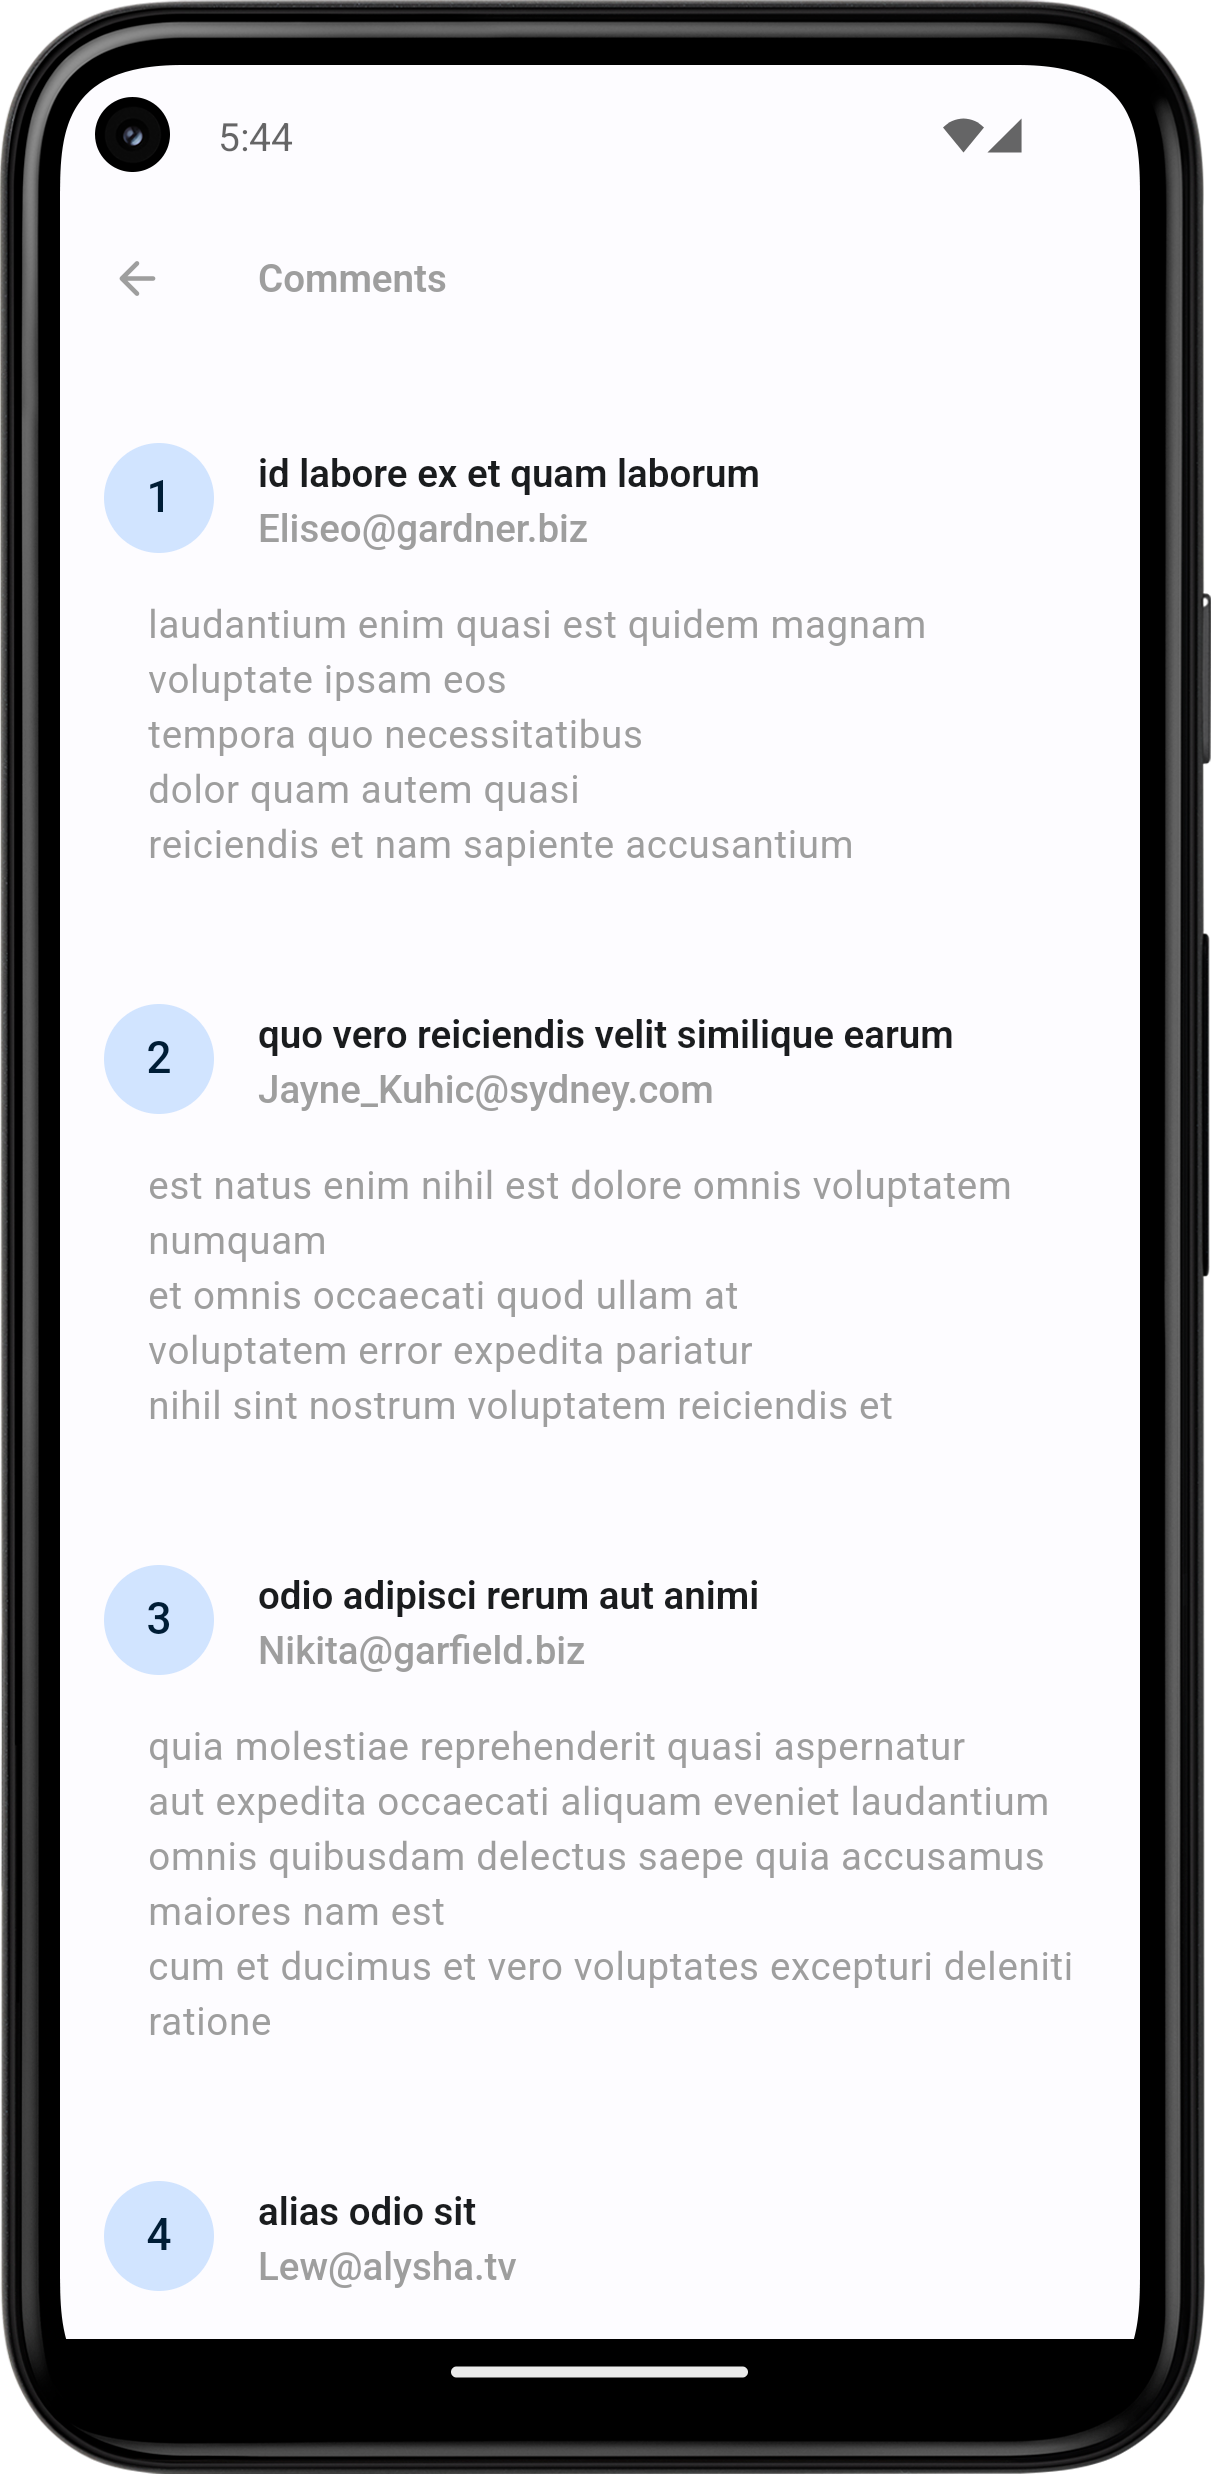 5:44
Comments
1
id labore ex et quam laborum
Eliseo@gardner.biz
laudantium enim quasi est quidem magnam
voluptate ipsam eos
tempora quo necessitatibus
dolor quam autem quasi
reiciendis et nam sapiente accusantium
2
quo vero reiciendis velit similique earum
Jayne_Kuhic@sydney.com
est natus enim nihil est dolore omnis voluptatem
numquam
et omnis occaecati quod ullam at
voluptatem error expedita pariatur
nihil sint nostrum voluptatem reiciendis et
3
odio adipisci rerum aut animi
Nikita@garfield.biz
quia molestiae reprehenderit quasi aspernatur
aut expedita occaecati aliquam eveniet laudantium
omnis quibusdam delectus saepe quia accusamus
maiores nam est
cum et ducimus et vero voluptates excepturi deleniti
ratione
4
alias odio sit
Lew@alysha.tv